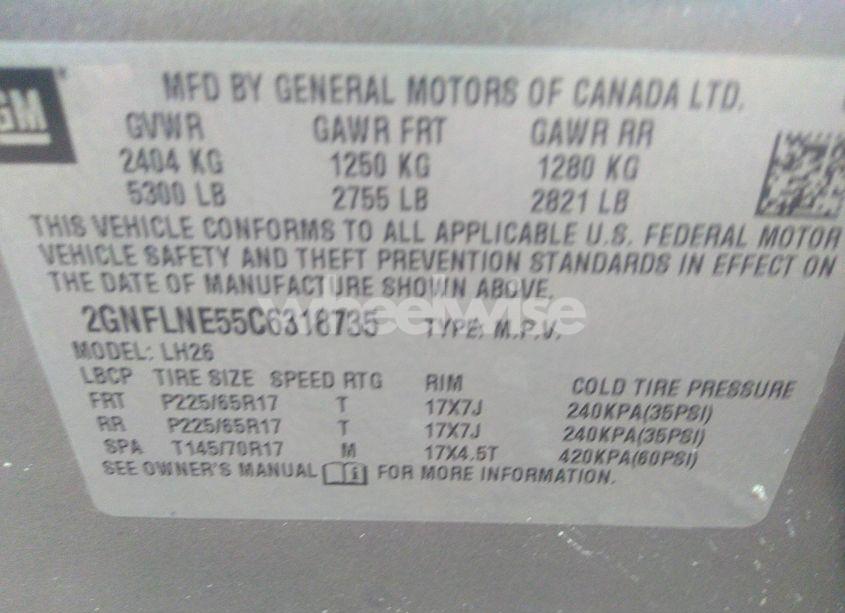 GM
MFD BY GENERAL MOTORS OF CANADA LTD.
GVWR GAWR FRT GAWR RR
2404 KG 1250 KG 1280 KG
5300 LB 2755 LB 2821 LB
THIS VEHICLE CONFORMS TO ALL APPLICABLE U.S. FEDERAL MOTOR
VEHICLE SAFETY AND THEFT PREVENTION STANDARDS IN EFFECT ON
THE DATE OF MANUFACTURE SHOWN ABOVE.
wheelwise
2GNFLNE55C6318735 TYPE: M.P.V.
MODEL: LH26
LBCP TIRE SIZE SPEED RTG RIM COLD TIRE PRESSURE
FRT P225/65R17 T 17X7J 240KPA(35PSI)
RR P225/65R17 T 17X7J 240KPA(35PSI)
SPA T145/70R17 M 17X4.5T 420KPA(60PSI)
SEE OWNER'S MANUAL FOR MORE INFORMATION.